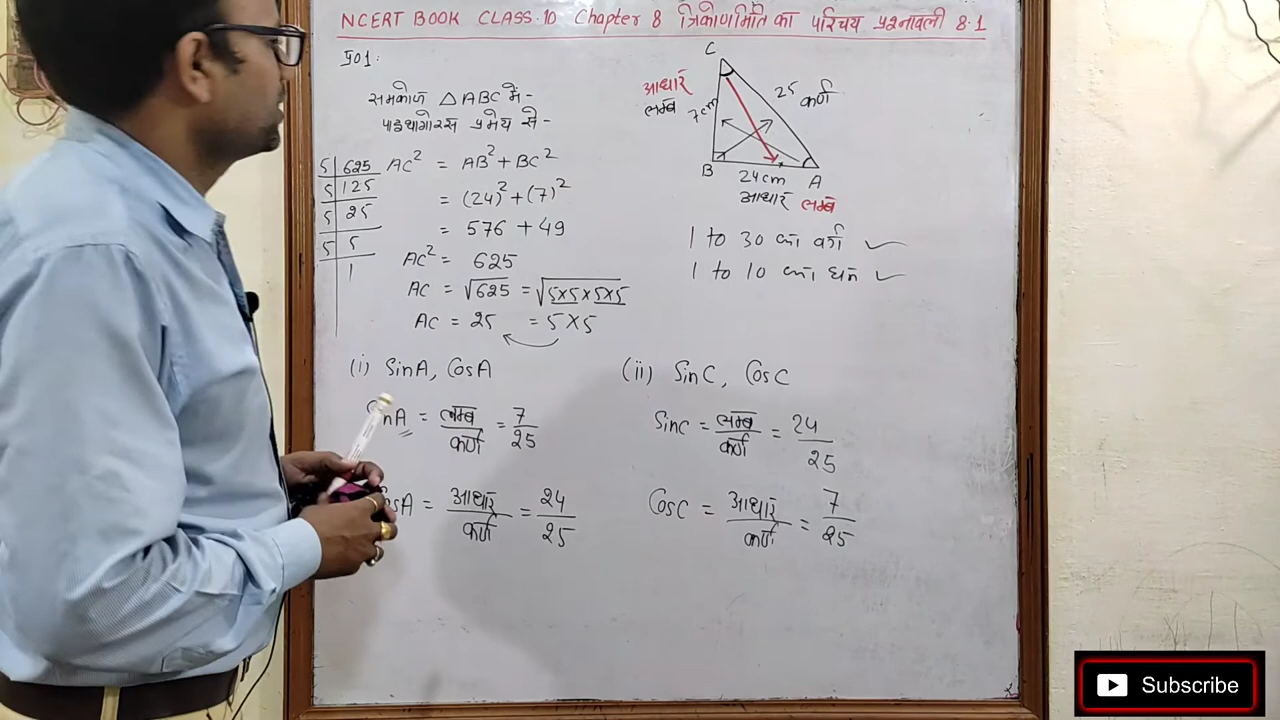 NCERT BOOK CLASS.10 Chapter 8 त्रिकोणमिति का परिचय प्रश्नावली 8.1
प्र01:
समकोण △ABC में-
पाइथागोरस प्रमेय से-
AC² = AB² + BC²
= (24)² + (7)²
= 576 + 49
AC² = 625
AC = √625 = √5×5×5×5
AC = 25 = 5×5
5 | 625
5 | 125
5 | 25
5 | 5
1
C
आधार
लम्ब
7cm
25 कर्ण
B 24cm A
आधार लम्ब
1 to 30 का वर्ग ✓
1 to 10 का घन ✓
(i) SinA, CosA
SinA = लम्ब/कर्ण = 7/25
CosA = आधार/कर्ण = 24/25
(ii) SinC, CosC
SinC = लम्ब/कर्ण = 24/25
CosC = आधार/कर्ण = 7/25
Subscribe